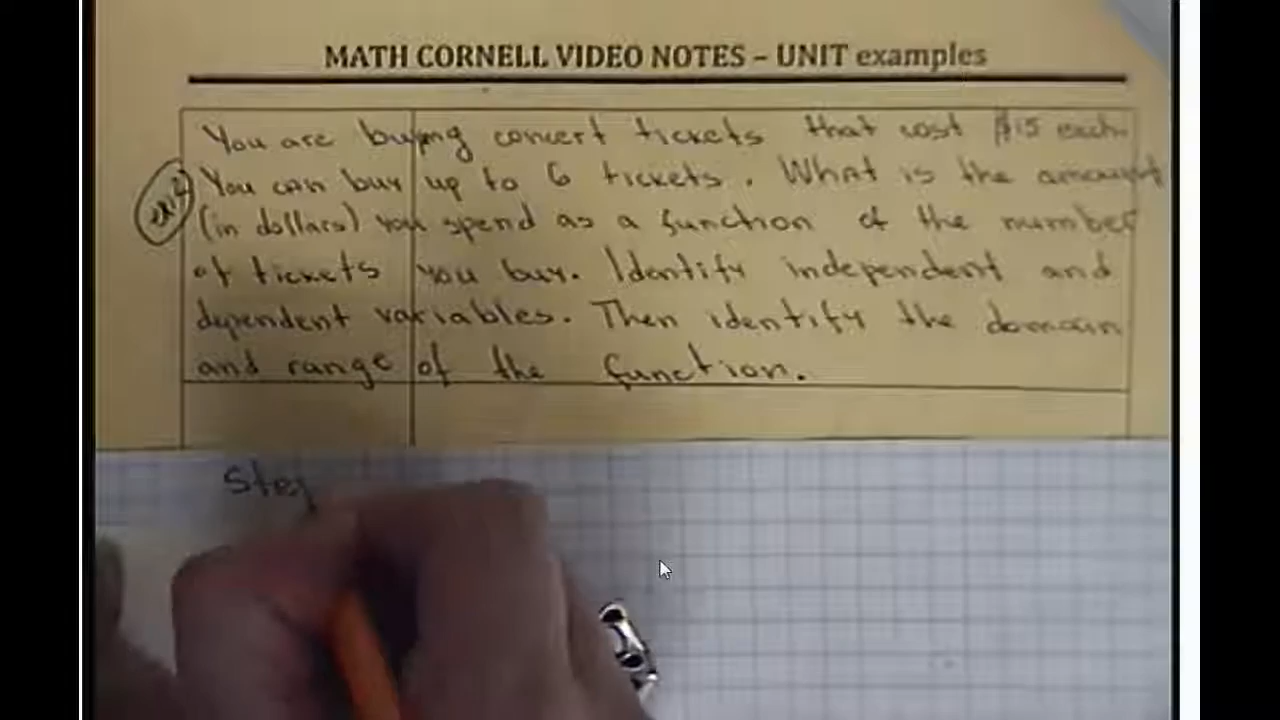 MATH CORNELL VIDEO NOTES – UNIT examples
You are buying concert tickets that cost $15 each.
You can buy up to 6 tickets. What is the amount
(in dollars) you spend as a function of the number
of tickets you buy. Identify independent and
dependent variables. Then identify the domain
and range of the function.
Step